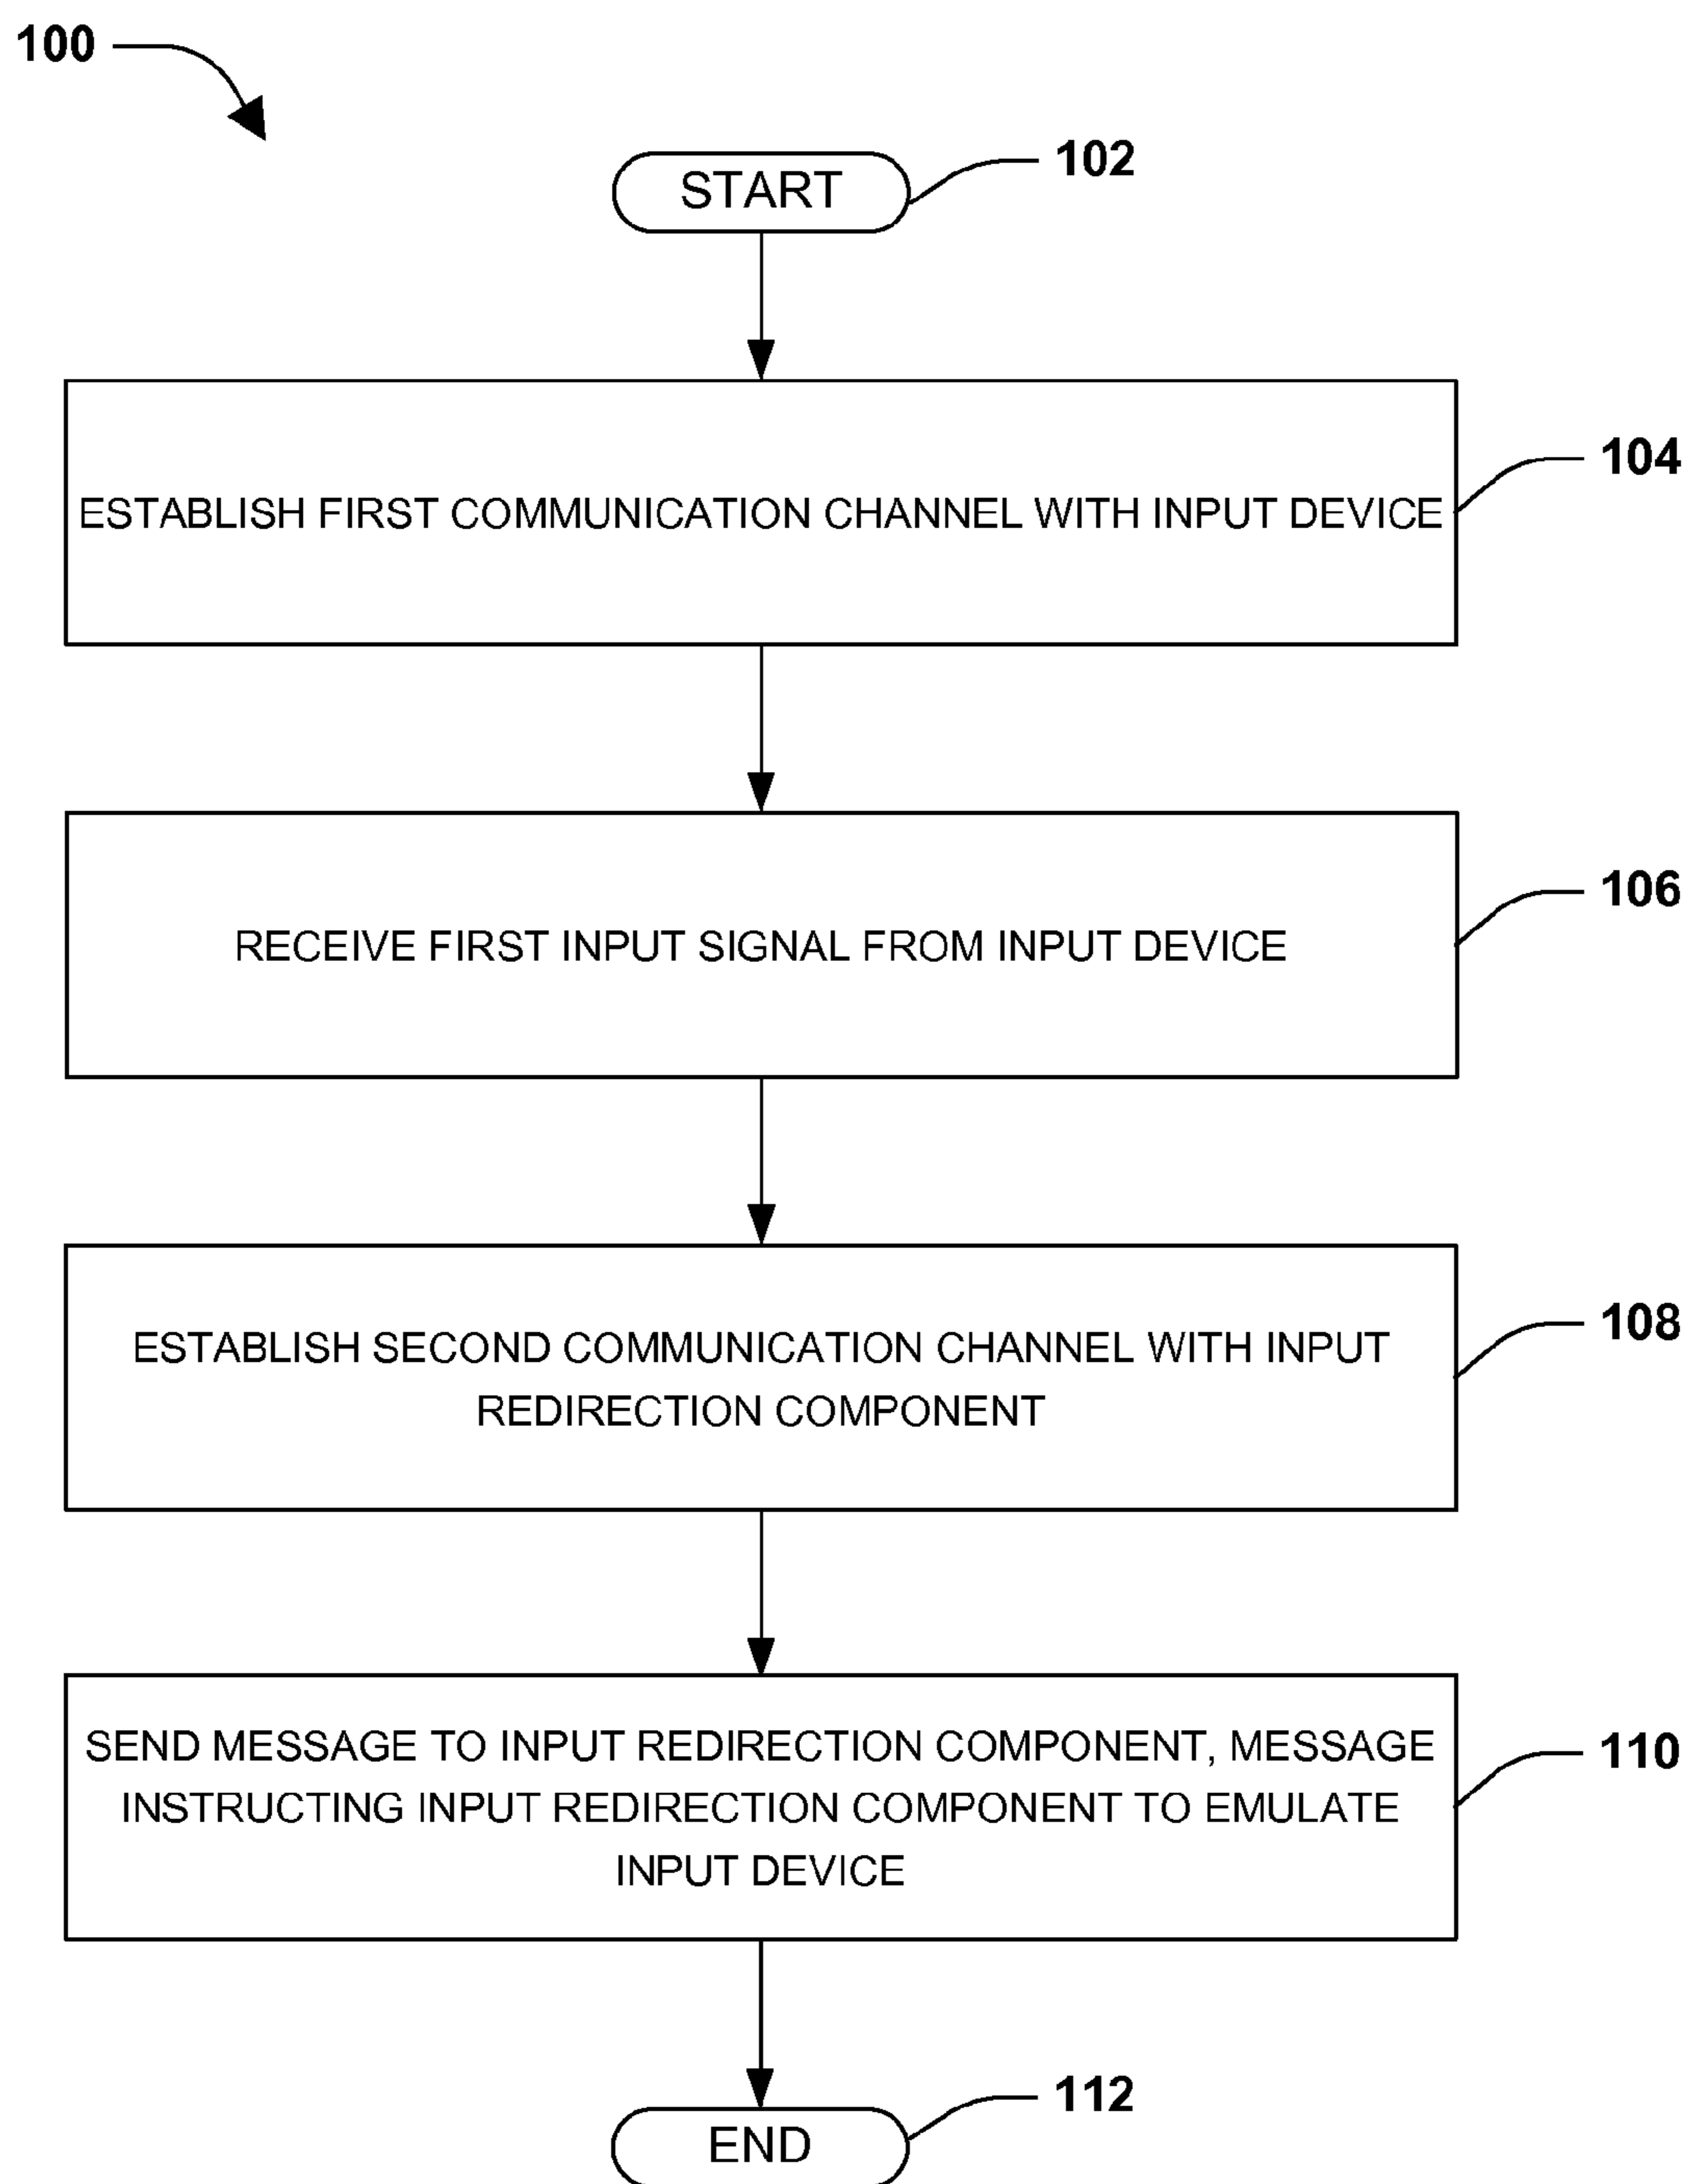 100
START
102
ESTABLISH FIRST COMMUNICATION CHANNEL WITH INPUT DEVICE
104
RECEIVE FIRST INPUT SIGNAL FROM INPUT DEVICE
106
ESTABLISH SECOND COMMUNICATION CHANNEL WITH INPUT
REDIRECTION COMPONENT
108
SEND MESSAGE TO INPUT REDIRECTION COMPONENT, MESSAGE
INSTRUCTING INPUT REDIRECTION COMPONENT TO EMULATE
INPUT DEVICE
110
END
112